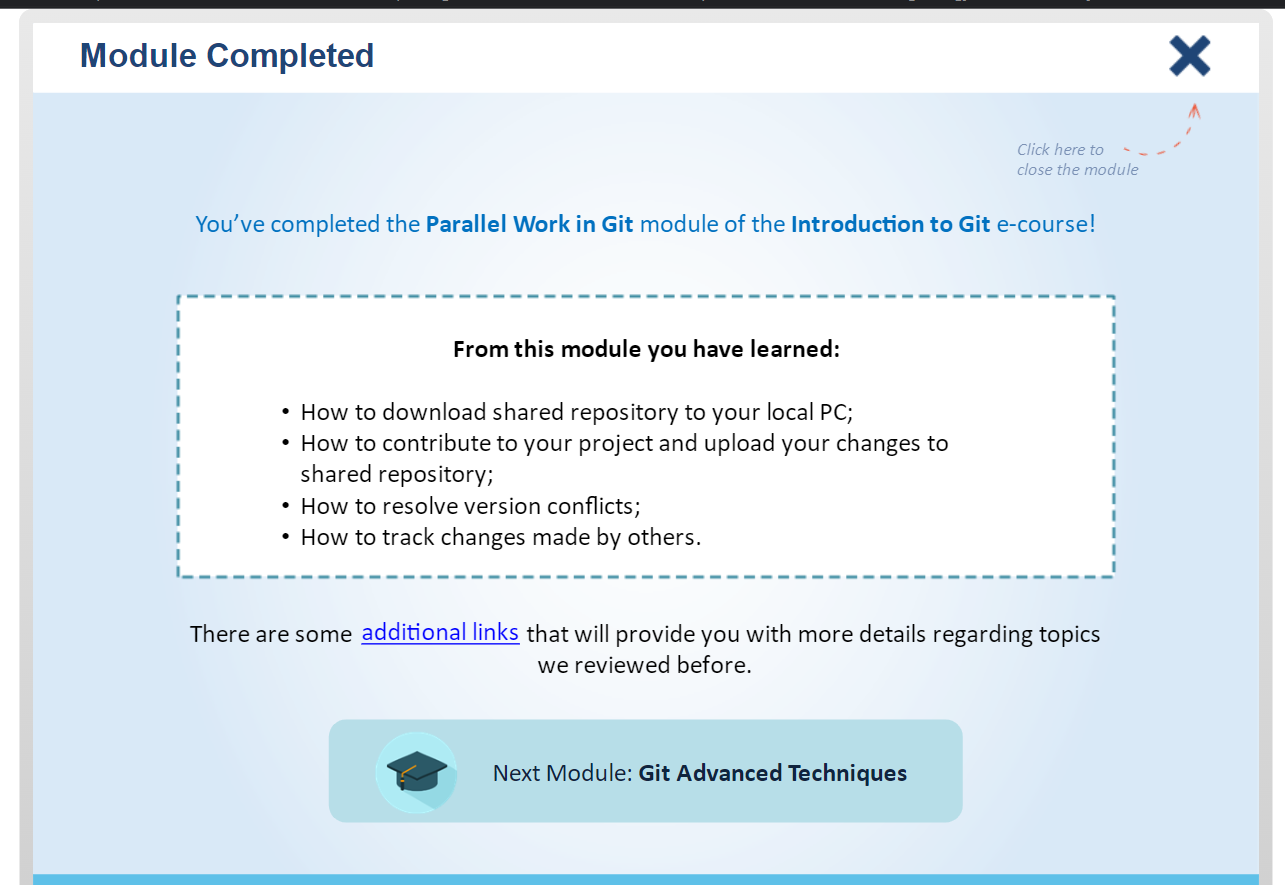 Module Completed
Click here to
close the module
You’ve completed the Parallel Work in Git module of the Introduction to Git e-course!
From this module you have learned:
• How to download shared repository to your local PC;
• How to contribute to your project and upload your changes to
shared repository;
• How to resolve version conflicts;
• How to track changes made by others.
There are some additional links that will provide you with more details regarding topics
we reviewed before.
Next Module: Git Advanced Techniques